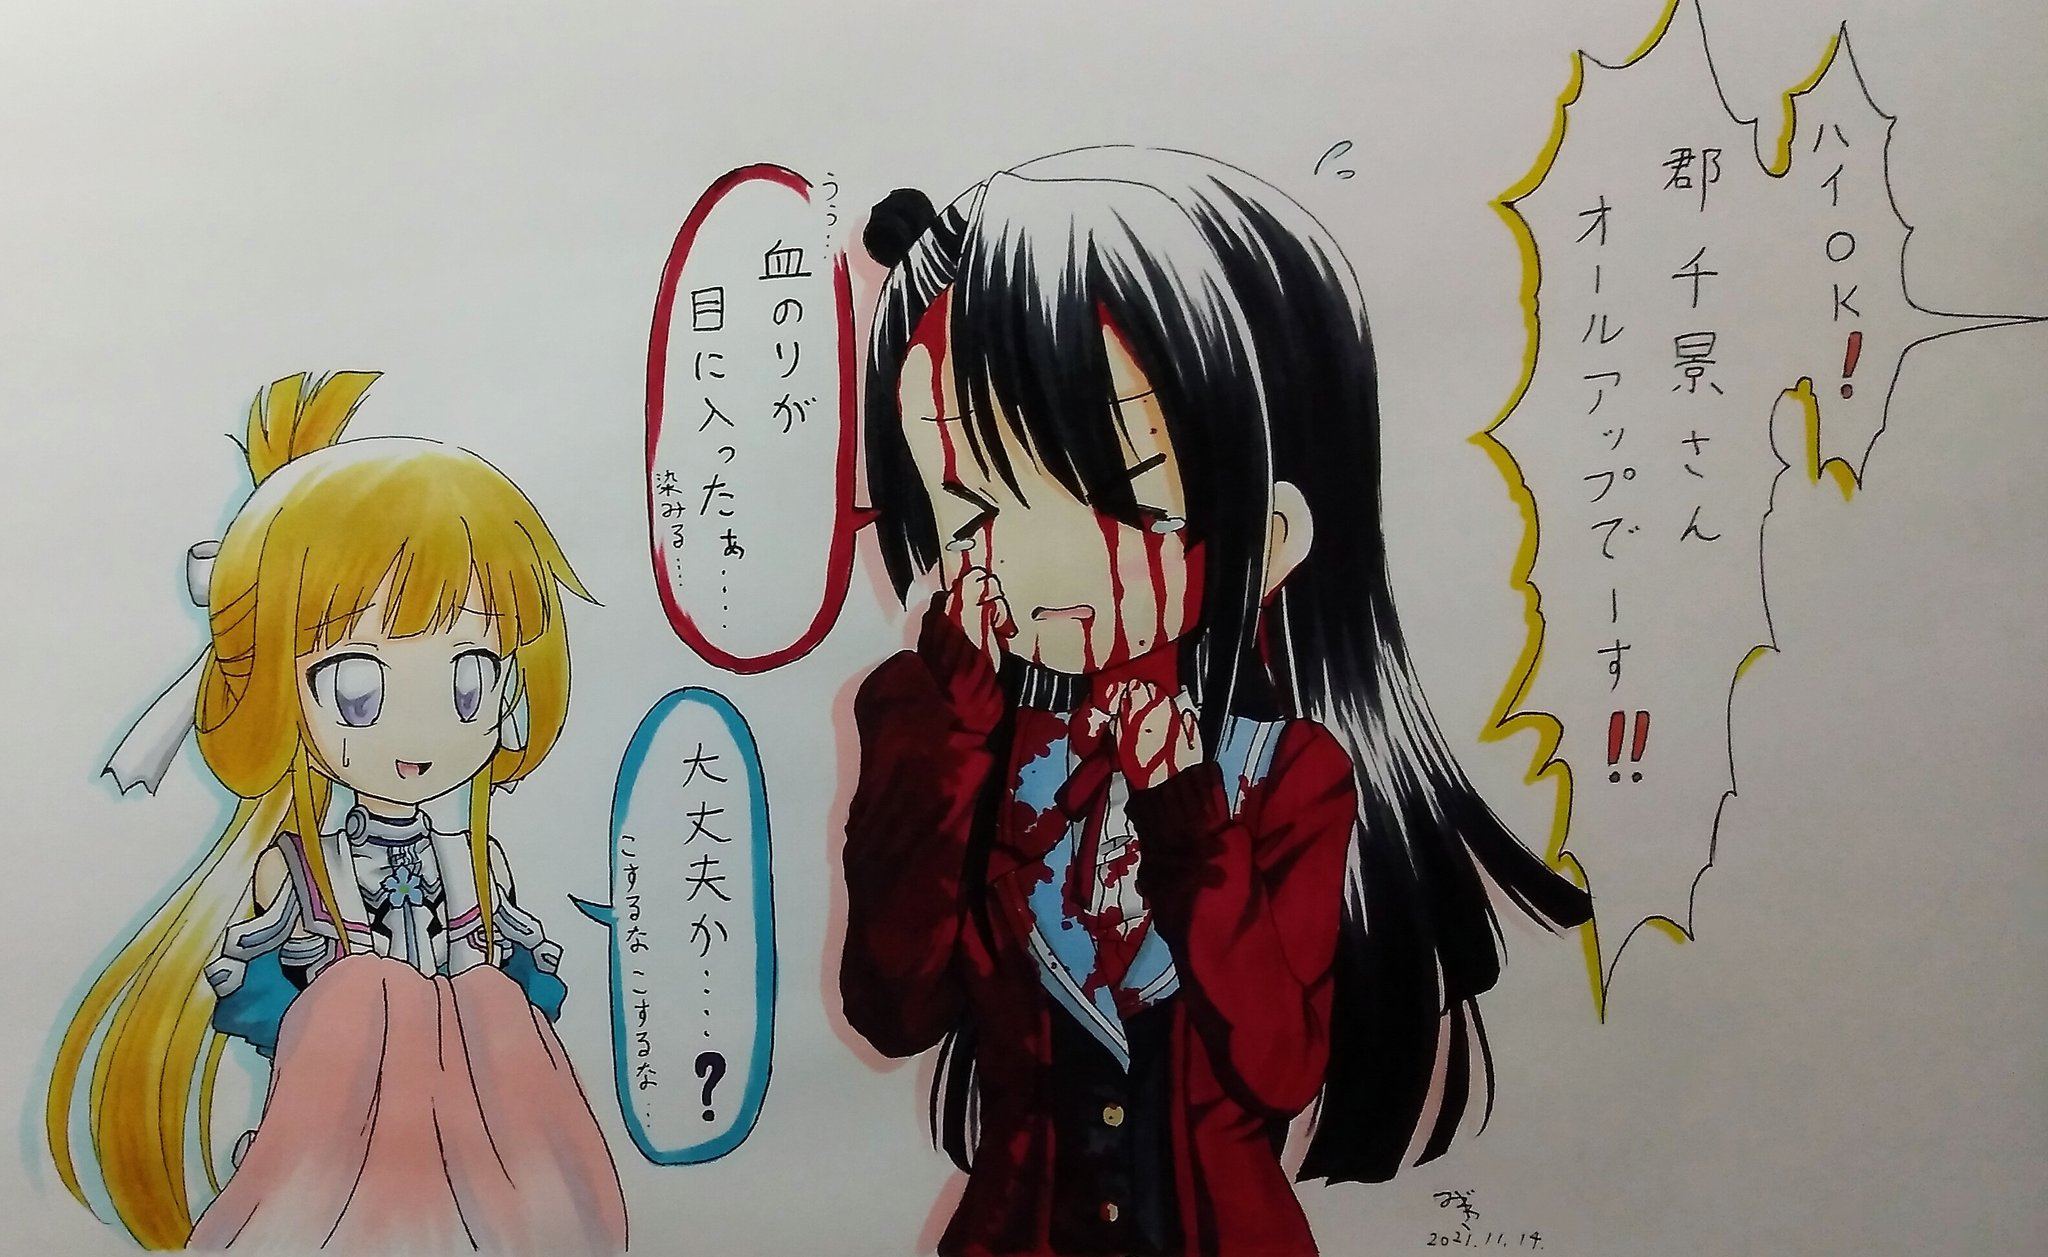 ハイOK!
郡千景さん
オールアップでーす!!
うぅ…
血のりが
目に入ったぁ……
染みる……
大丈夫か……?
こするなこするな…
2021.11.14.